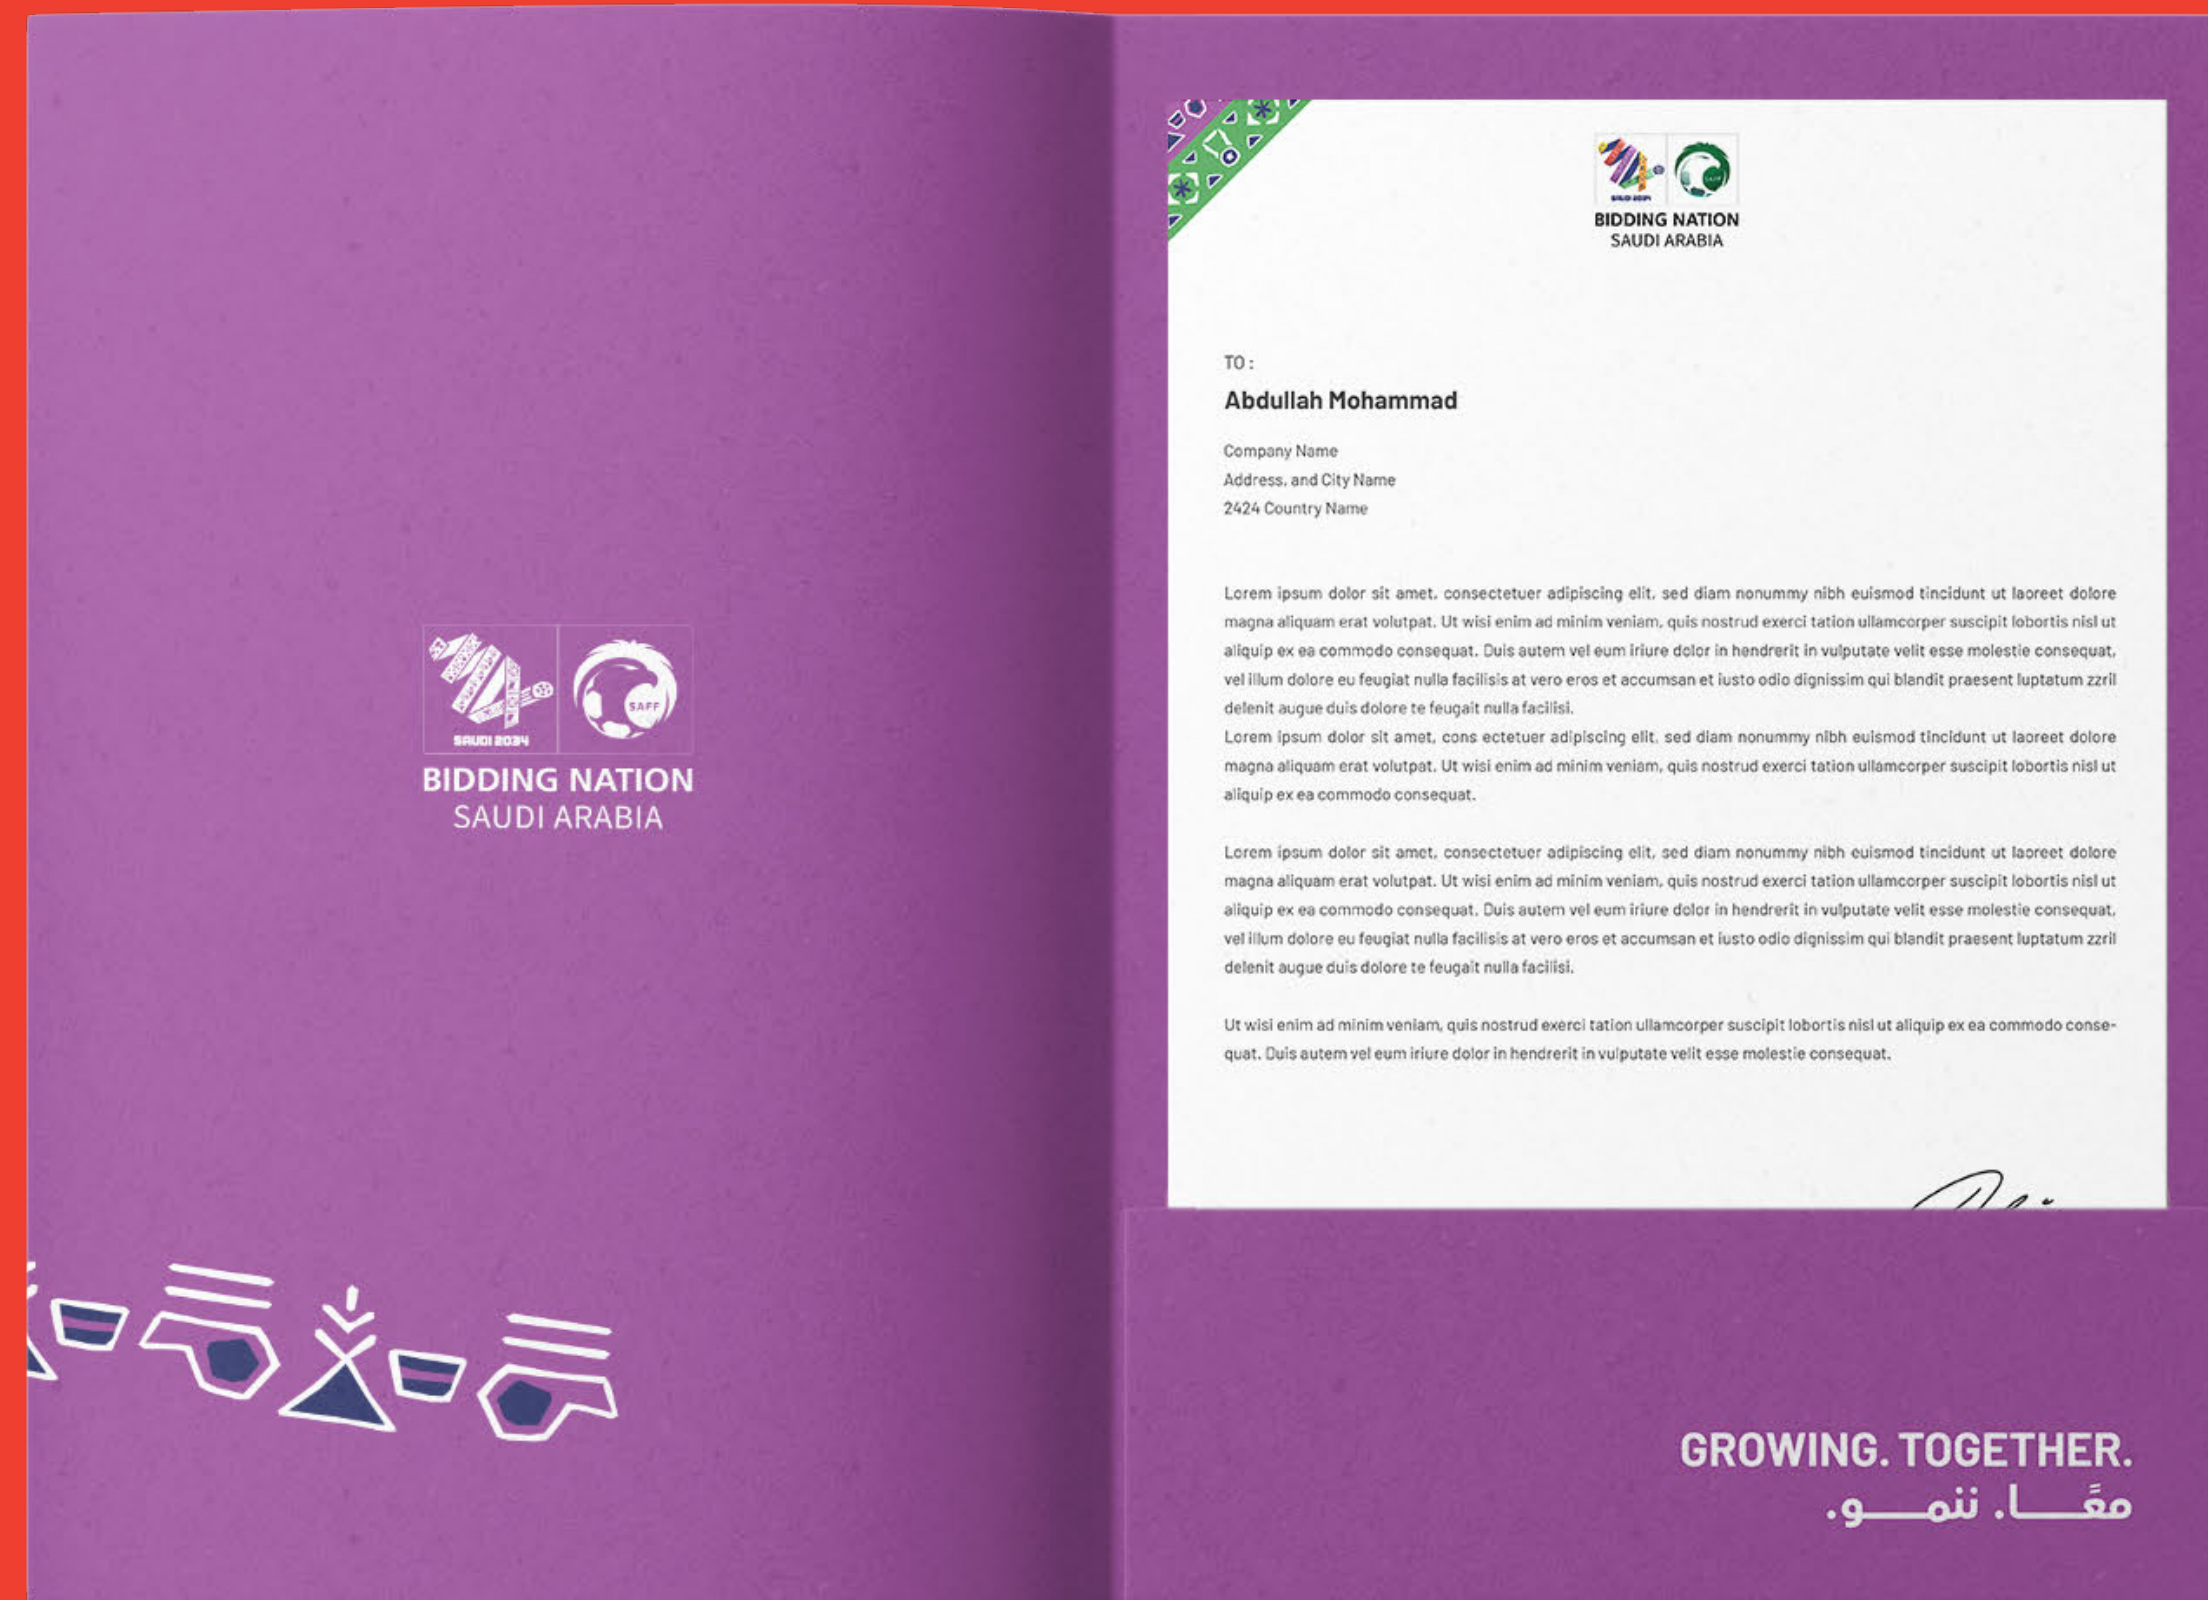 SAUDI 2034
SAFF
BIDDING NATION
SAUDI ARABIA
SAUDI 2034
SAFF
BIDDING NATION
SAUDI ARABIA
TO :
Abdullah Mohammad
Company Name
Address, and City Name
2424 Country Name
Lorem ipsum dolor sit amet, consectetuer adipiscing elit, sed diam nonummy nibh euismod tincidunt ut laoreet dolore
magna aliquam erat volutpat. Ut wisi enim ad minim veniam, quis nostrud exerci tation ullamcorper suscipit lobortis nisl ut
aliquip ex ea commodo consequat. Duis autem vel eum iriure dolor in hendrerit in vulputate velit esse molestie consequat,
vel illum dolore eu feugiat nulla facilisis at vero eros et accumsan et iusto odio dignissim qui blandit praesent luptatum zzril
delenit augue duis dolore te feugait nulla facilisi.
Lorem ipsum dolor sit amet, cons ectetuer adipiscing elit, sed diam nonummy nibh euismod tincidunt ut laoreet dolore
magna aliquam erat volutpat. Ut wisi enim ad minim veniam, quis nostrud exerci tation ullamcorper suscipit lobortis nisl ut
aliquip ex ea commodo consequat.
Lorem ipsum dolor sit amet, consectetuer adipiscing elit, sed diam nonummy nibh euismod tincidunt ut laoreet dolore
magna aliquam erat volutpat. Ut wisi enim ad minim veniam, quis nostrud exerci tation ullamcorper suscipit lobortis nisl ut
aliquip ex ea commodo consequat. Duis autem vel eum iriure dolor in hendrerit in vulputate velit esse molestie consequat,
vel illum dolore eu feugiat nulla facilisis at vero eros et accumsan et iusto odio dignissim qui blandit praesent luptatum zzril
delenit augue duis dolore te feugait nulla facilisi.
Ut wisi enim ad minim veniam, quis nostrud exerci tation ullamcorper suscipit lobortis nisl ut aliquip ex ea commodo conse-
quat. Duis autem vel eum iriure dolor in hendrerit in vulputate velit esse molestie consequat.
GROWING. TOGETHER.
معًـــا. ننمـــو.